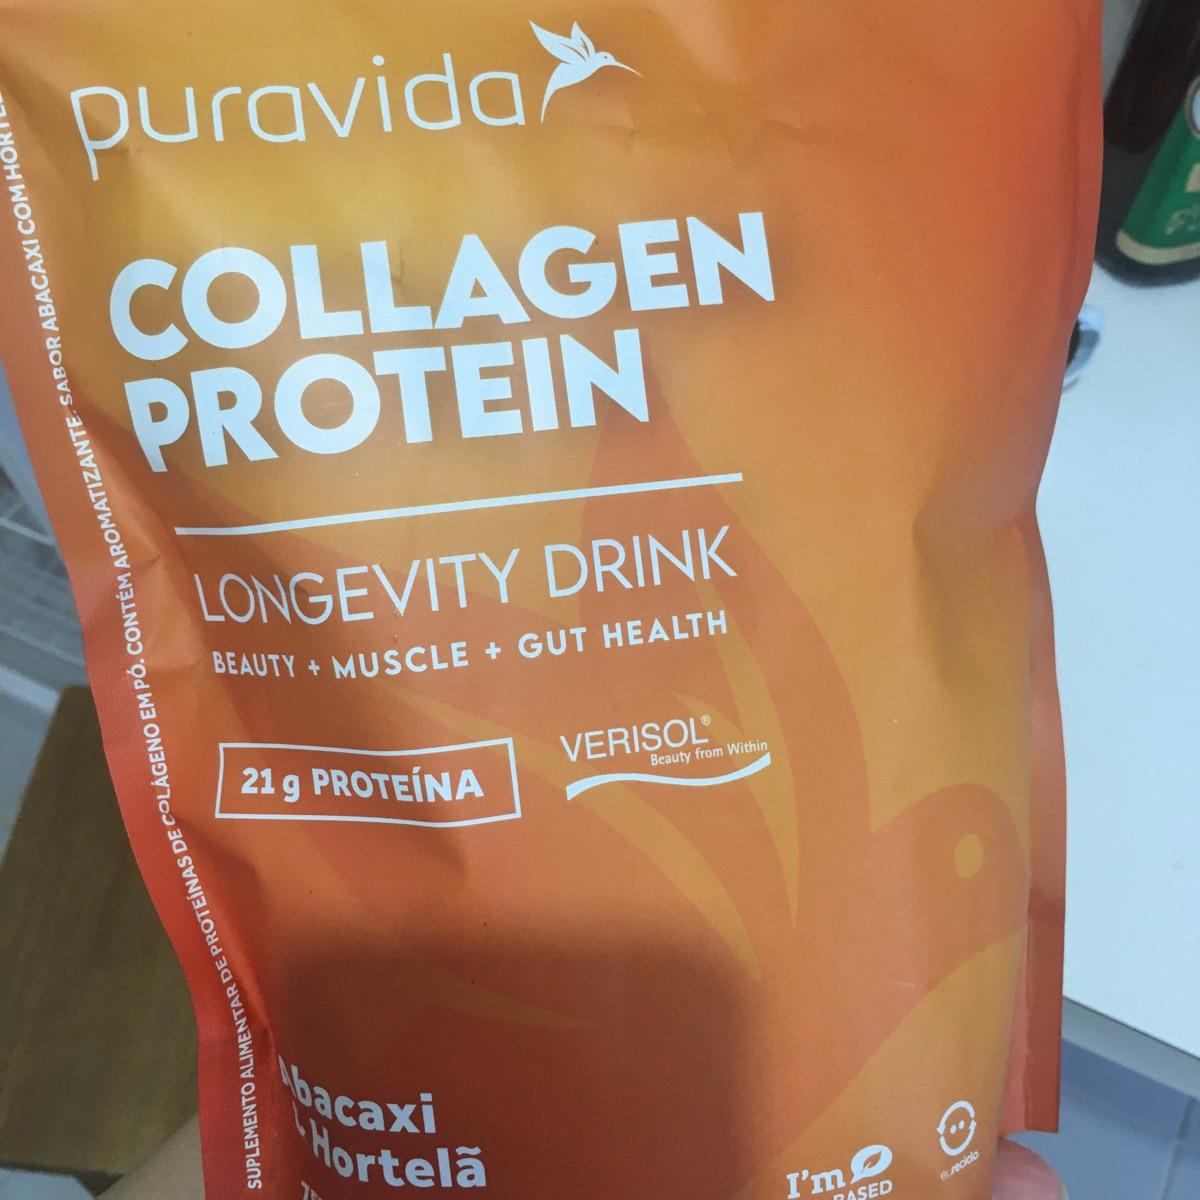 puravida
COLLAGEN
PROTEIN
LONGEVITY DRINK
BEAUTY + MUSCLE + GUT HEALTH
21 g PROTEÍNA
VERISOL®
Beauty from Within
Abacaxi
& Hortelã
I'm
BASED
eureciclo
SUPLEMENTO ALIMENTAR DE PROTEÍNAS DE COLÁGENO EM PÓ. CONTÉM AROMATIZANTE. SABOR ABACAXI COM